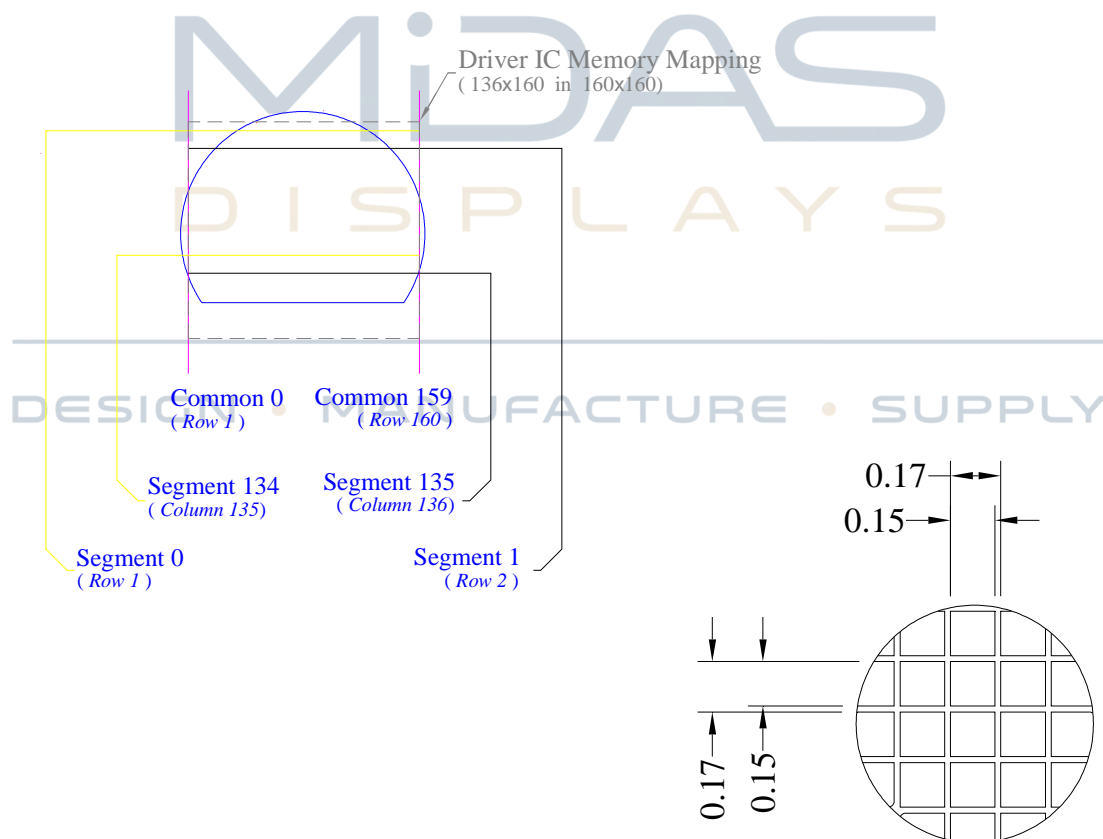 MiDAS
Driver IC Memory Mapping
( 136x160 in 160x160)
DISPLAYS
Common 0
( Row 1 )
Common 159
( Row 160 )
DESIGN • MANUFACTURE • SUPPLY
Segment 134
( Column 135)
Segment 135
( Column 136)
Segment 0
( Row 1 )
Segment 1
( Row 2 )
0.17
0.15
0.17
0.15